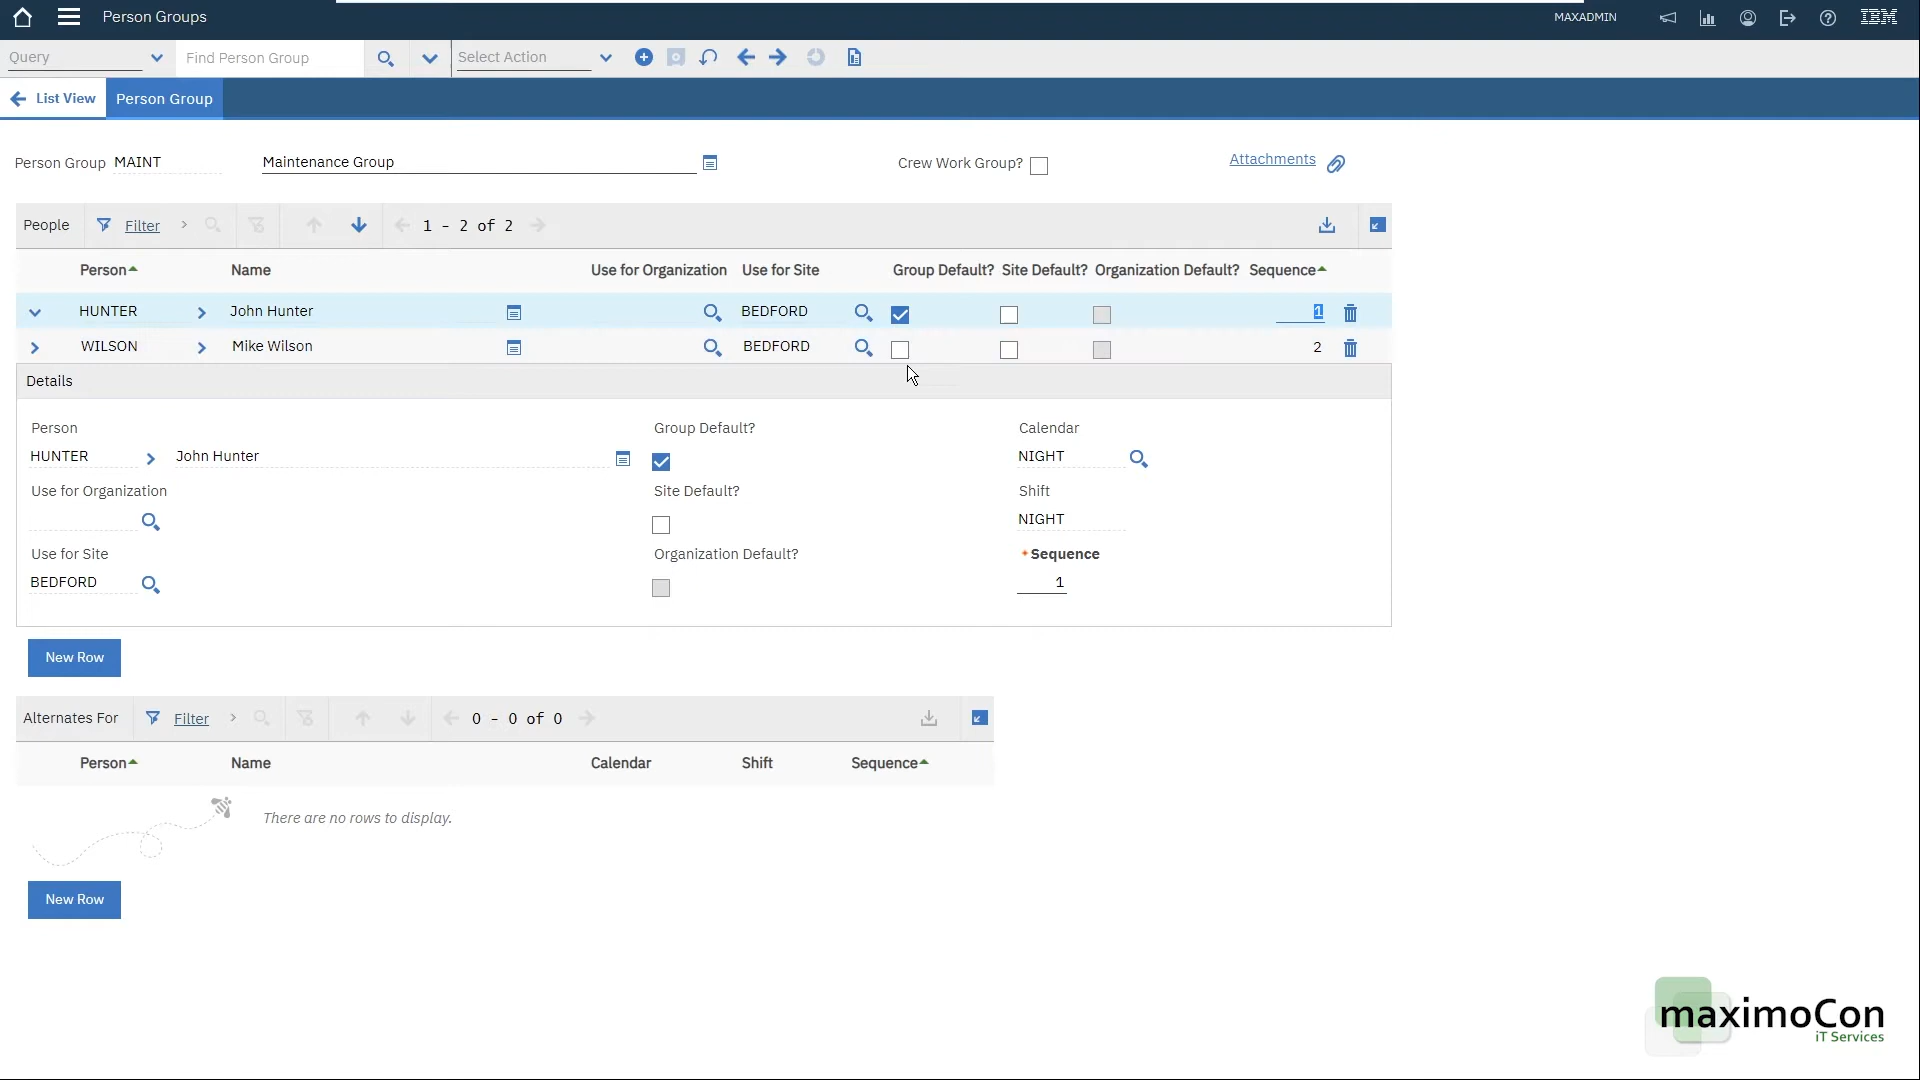 Person Groups MAXADMIN IBM
Query Find Person Group Select Action
List View Person Group
Person Group MAINT Maintenance Group Crew Work Group? Attachments
People Filter 1 - 2 of 2
Person Name Use for Organization Use for Site Group Default? Site Default? Organization Default? Sequence
HUNTER John Hunter BEDFORD 1
WILSON Mike Wilson BEDFORD 2
Details
Person Group Default? Calendar
HUNTER John Hunter NIGHT
Use for Organization Site Default? Shift
NIGHT
Use for Site Organization Default? * Sequence
BEDFORD 1
New Row
Alternates For Filter 0 - 0 of 0
Person Name Calendar Shift Sequence
There are no rows to display.
New Row
maximoCon
iT Services